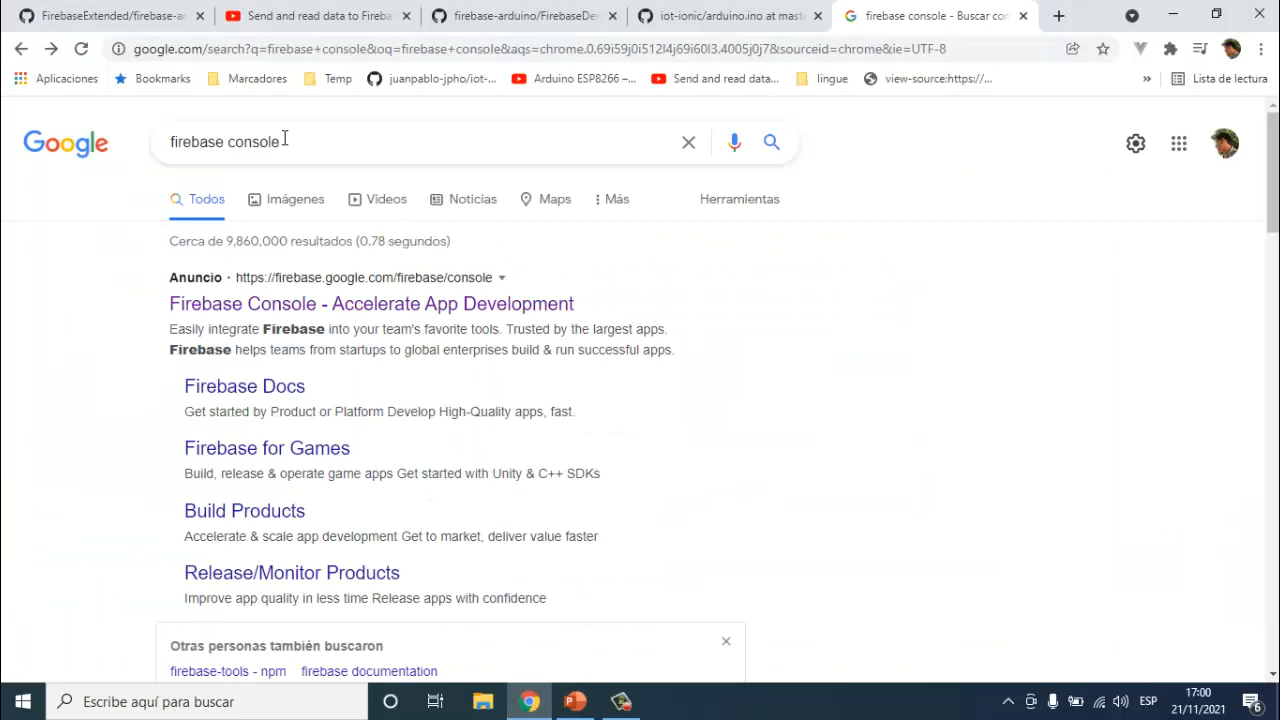 FirebaseExtended/firebase-ar
Send and read data to Fireba
firebase-arduino/FirebaseDe
iot-ionic/arduino.ino at mast
firebase console - Buscar con
google.com/search?q=firebase+console&oq=firebase+console&aqs=chrome.0.69i59j0i512l4j69i60l3.4005j0j7&sourceid=chrome&ie=UTF-8
Aplicaciones
Bookmarks
Marcadores
Temp
juanpablo-jpho/iot-...
Arduino ESP8266 –...
Send and read data...
lingue
view-source:https://...
»
Lista de lectura
Google
firebase console
Todos
Imágenes
Videos
Noticias
Maps
Más
Herramientas
Cerca de 9,860,000 resultados (0.78 segundos)
Anuncio · https://firebase.google.com/firebase/console
Firebase Console - Accelerate App Development
Easily integrate Firebase into your team's favorite tools. Trusted by the largest apps.
Firebase helps teams from startups to global enterprises build & run successful apps.
Firebase Docs
Get started by Product or Platform Develop High-Quality apps, fast.
Firebase for Games
Build, release & operate game apps Get started with Unity & C++ SDKs
Build Products
Accelerate & scale app development Get to market, deliver value faster
Release/Monitor Products
Improve app quality in less time Release apps with confidence
Otras personas también buscaron
firebase-tools - npm
firebase documentation
Escribe aquí para buscar
ESP
17:00
21/11/2021
6